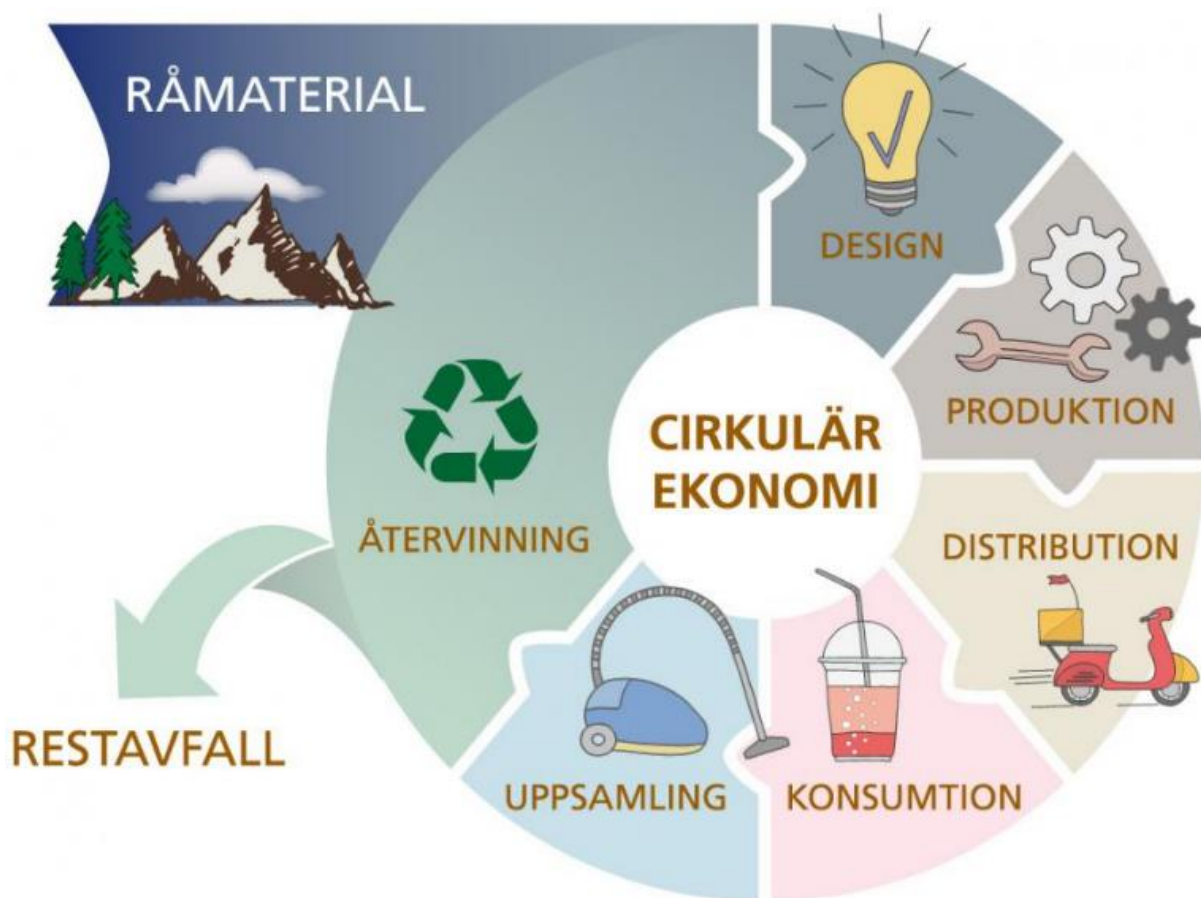 RÅMATERIAL
DESIGN
PRODUKTION
CIRKULÄR
EKONOMI
DISTRIBUTION
ÅTERVINNING
KONSUMTION
UPPSAMLING
RESTAVFALL